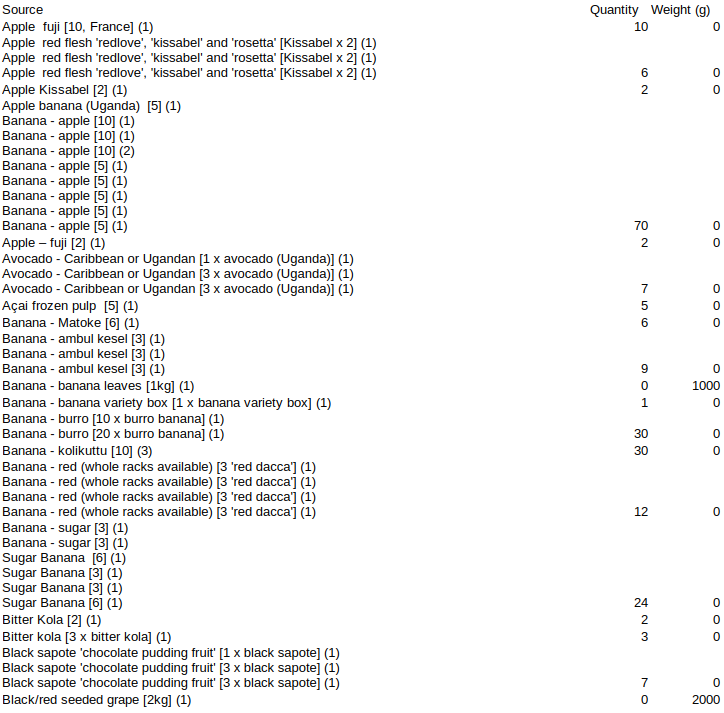 Source Quantity Weight (g)
Apple  fuji [10, France] (1) 10 0
Apple  red flesh 'redlove', 'kissabel' and 'rosetta' [Kissabel x 2] (1)
Apple  red flesh 'redlove', 'kissabel' and 'rosetta' [Kissabel x 2] (1)
Apple  red flesh 'redlove', 'kissabel' and 'rosetta' [Kissabel x 2] (1) 6 0
Apple Kissabel [2] (1) 2 0
Apple banana (Uganda)  [5] (1)
Banana - apple [10] (1)
Banana - apple [10] (1)
Banana - apple [10] (2)
Banana - apple [5] (1)
Banana - apple [5] (1)
Banana - apple [5] (1)
Banana - apple [5] (1)
Banana - apple [5] (1) 70 0
Apple – fuji [2] (1) 2 0
Avocado - Caribbean or Ugandan [1 x avocado (Uganda)] (1)
Avocado - Caribbean or Ugandan [3 x avocado (Uganda)] (1)
Avocado - Caribbean or Ugandan [3 x avocado (Uganda)] (1) 7 0
Açai frozen pulp  [5] (1) 5 0
Banana - Matoke [6] (1) 6 0
Banana - ambul kesel [3] (1)
Banana - ambul kesel [3] (1)
Banana - ambul kesel [3] (1) 9 0
Banana - banana leaves [1kg] (1) 0 1000
Banana - banana variety box [1 x banana variety box] (1) 1 0
Banana - burro [10 x burro banana] (1)
Banana - burro [20 x burro banana] (1) 30 0
Banana - kolikuttu [10] (3) 30 0
Banana - red (whole racks available) [3 'red dacca'] (1)
Banana - red (whole racks available) [3 'red dacca'] (1)
Banana - red (whole racks available) [3 'red dacca'] (1)
Banana - red (whole racks available) [3 'red dacca'] (1) 12 0
Banana - sugar [3] (1)
Banana - sugar [3] (1)
Sugar Banana  [6] (1)
Sugar Banana [3] (1)
Sugar Banana [3] (1)
Sugar Banana [6] (1) 24 0
Bitter Kola [2] (1) 2 0
Bitter kola [3 x bitter kola] (1) 3 0
Black sapote 'chocolate pudding fruit' [1 x black sapote] (1)
Black sapote 'chocolate pudding fruit' [3 x black sapote] (1)
Black sapote 'chocolate pudding fruit' [3 x black sapote] (1) 7 0
Black/red seeded grape [2kg] (1) 0 2000